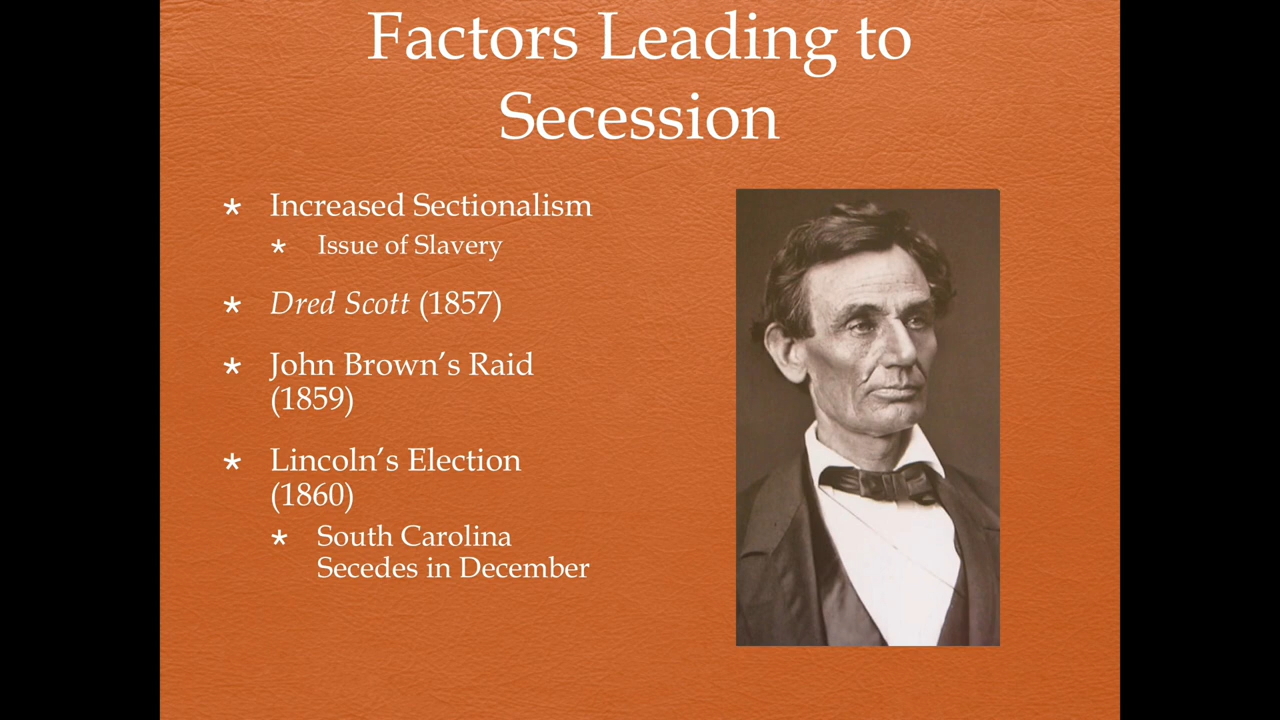 Factors Leading to
Secession
* Increased Sectionalism
* Issue of Slavery
* Dred Scott (1857)
* John Brown’s Raid
(1859)
* Lincoln’s Election
(1860)
* South Carolina
Secedes in December